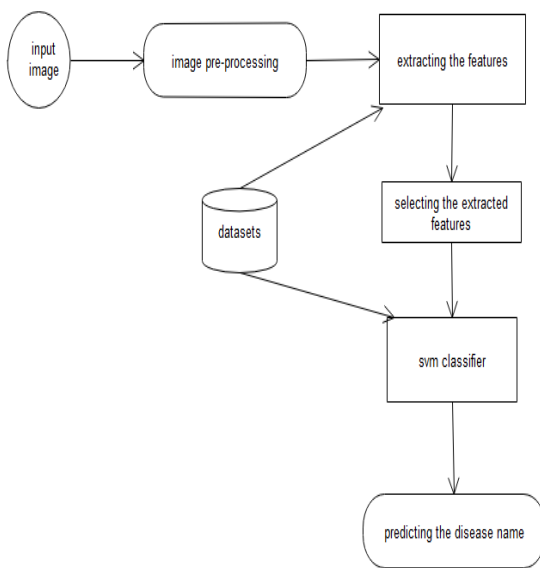 input
image
image pre-processing
extracting the features
selecting the extracted
features
datasets
svm classifier
predicting the disease name